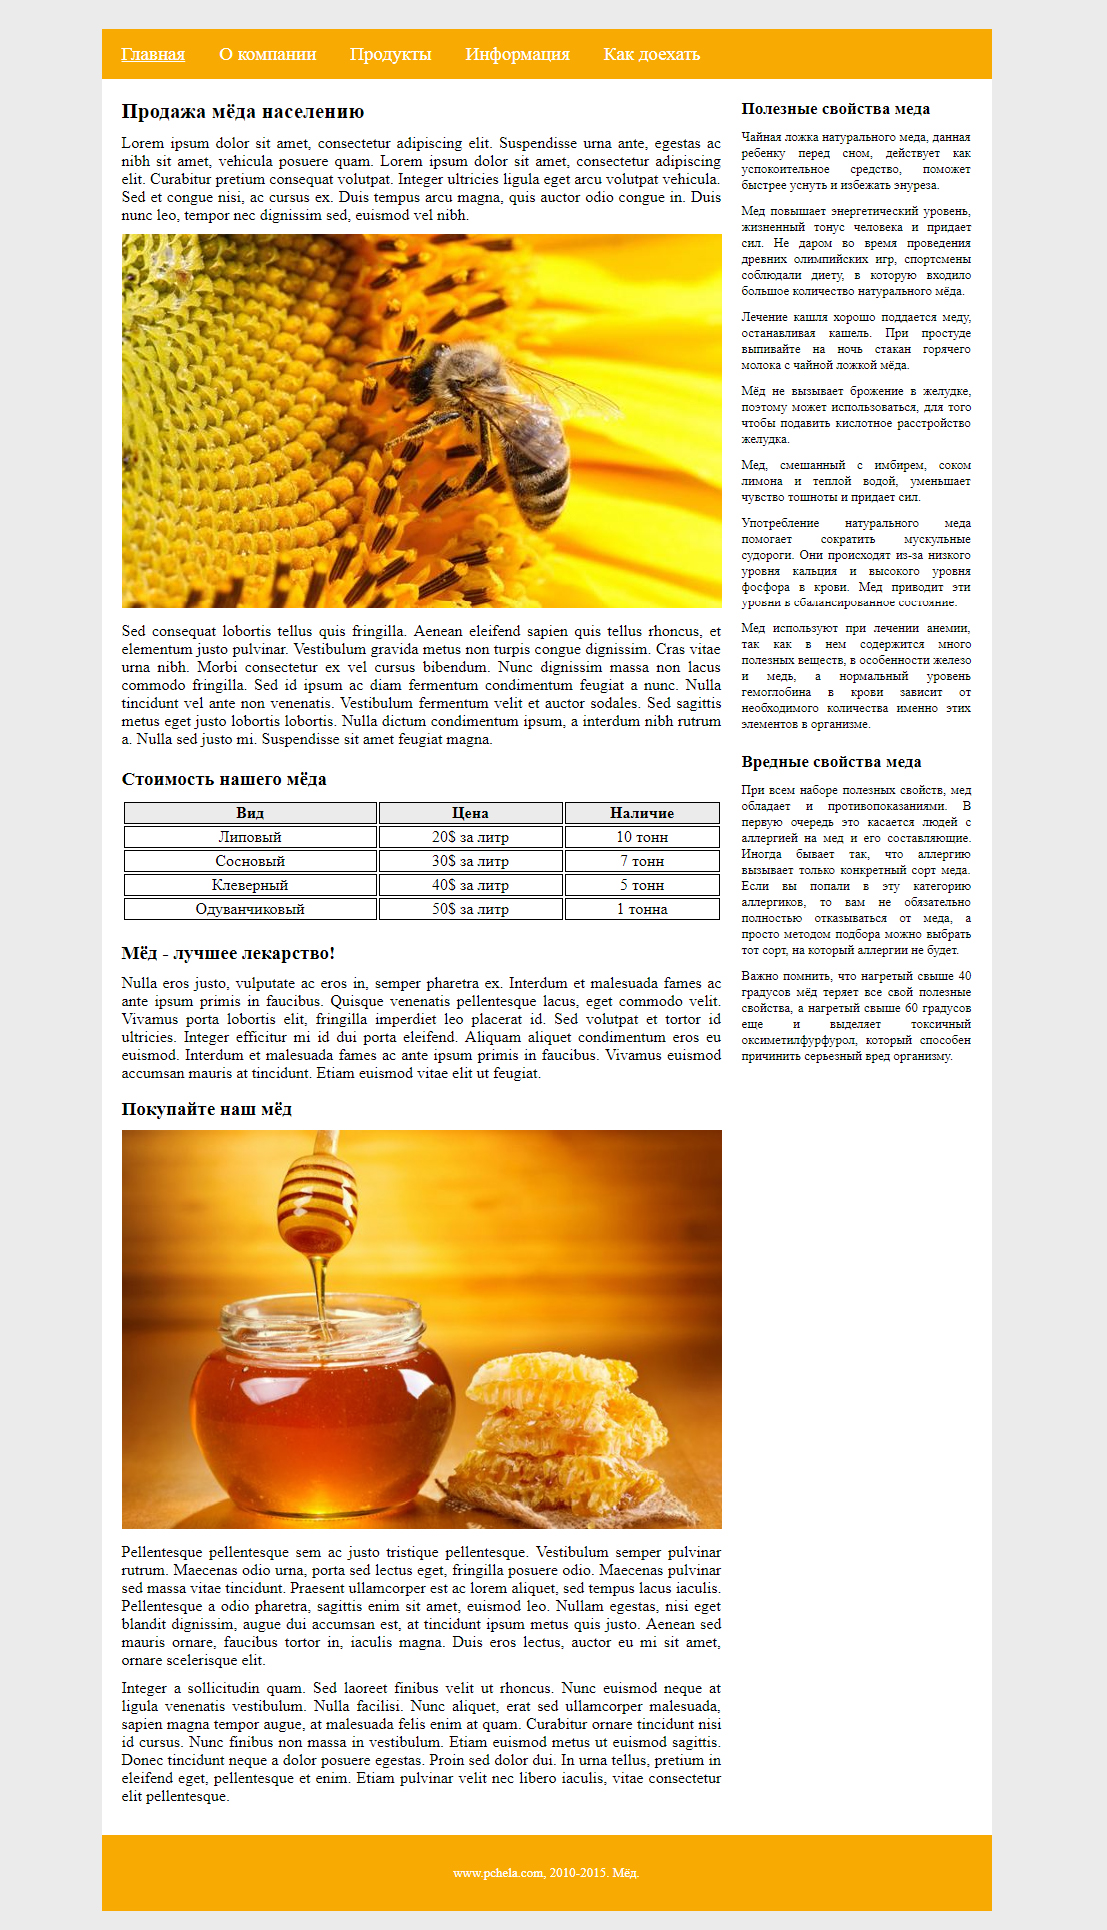 Главная О компании Продукты Информация Как доехать
Продажа мёда населению
Lorem ipsum dolor sit amet, consectetur adipiscing elit. Suspendisse urna ante, egestas ac
nibh sit amet, vehicula posuere quam. Lorem ipsum dolor sit amet, consectetur adipiscing
elit. Curabitur pretium consequat volutpat. Integer ultricies ligula eget arcu volutpat vehicula.
Sed et congue nisi, ac cursus ex. Duis tempus arcu magna, quis auctor odio congue in. Duis
nunc leo, tempor nec dignissim sed, euismod vel nibh.
Sed consequat lobortis tellus quis fringilla. Aenean eleifend sapien quis tellus rhoncus, et
elementum justo pulvinar. Vestibulum gravida metus non turpis congue dignissim. Cras vitae
urna nibh. Morbi consectetur ex vel cursus bibendum. Nunc dignissim massa non lacus
commodo fringilla. Sed id ipsum ac diam fermentum condimentum feugiat a nunc. Nulla
tincidunt vel ante non venenatis. Vestibulum fermentum velit et auctor sodales. Sed sagittis
metus eget justo lobortis lobortis. Nulla dictum condimentum ipsum, a interdum nibh rutrum
a. Nulla sed justo mi. Suspendisse sit amet feugiat magna.
Стоимость нашего мёда
Вид Цена Наличие
Липовый 20$ за литр 10 тонн
Сосновый 30$ за литр 7 тонн
Клеверный 40$ за литр 5 тонн
Одуванчиковый 50$ за литр 1 тонна
Мёд - лучшее лекарство!
Nulla eros justo, vulputate ac eros in, semper pharetra ex. Interdum et malesuada fames ac
ante ipsum primis in faucibus. Quisque venenatis pellentesque lacus, eget commodo velit.
Vivamus porta lobortis elit, fringilla imperdiet leo placerat id. Sed volutpat et tortor id
ultricies. Integer efficitur mi id dui porta eleifend. Aliquam aliquet condimentum eros eu
euismod. Interdum et malesuada fames ac ante ipsum primis in faucibus. Vivamus euismod
accumsan mauris at tincidunt. Etiam euismod vitae elit ut feugiat.
Покупайте наш мёд
Pellentesque pellentesque sem ac justo tristique pellentesque. Vestibulum semper pulvinar
rutrum. Maecenas odio urna, porta sed lectus eget, fringilla posuere odio. Maecenas pulvinar
sed massa vitae tincidunt. Praesent ullamcorper est ac lorem aliquet, sed tempus lacus iaculis.
Pellentesque a odio pharetra, sagittis enim sit amet, euismod leo. Nullam egestas, nisi eget
blandit dignissim, augue dui accumsan est, at tincidunt ipsum metus quis justo. Aenean sed
mauris ornare, faucibus tortor in, iaculis magna. Duis eros lectus, auctor eu mi sit amet,
ornare scelerisque elit.
Integer a sollicitudin quam. Sed laoreet finibus velit ut rhoncus. Nunc euismod neque at
ligula venenatis vestibulum. Nulla facilisi. Nunc aliquet, erat sed ullamcorper malesuada,
sapien magna tempor augue, at malesuada felis enim at quam. Curabitur ornare tincidunt nisi
id cursus. Nunc finibus non massa in vestibulum. Etiam euismod metus ut euismod sagittis.
Donec tincidunt neque a dolor posuere egestas. Proin sed dolor dui. In urna tellus, pretium in
eleifend eget, pellentesque et enim. Etiam pulvinar velit nec libero iaculis, vitae consectetur
elit pellentesque.
Полезные свойства меда
Чайная ложка натурального меда, данная
ребенку перед сном, действует как
успокоительное средство, поможет
быстрее уснуть и избежать энуреза.
Мед повышает энергетический уровень,
жизненный тонус человека и придает
сил. Не даром во время проведения
древних олимпийских игр, спортсмены
соблюдали диету, в которую входило
большое количество натурального мёда.
Лечение кашля хорошо поддается меду,
останавливая кашель. При простуде
выпивайте на ночь стакан горячего
молока с чайной ложкой мёда.
Мёд не вызывает брожение в желудке,
поэтому может использоваться, для того
чтобы подавить кислотное расстройство
желудка.
Мед, смешанный с имбирем, соком
лимона и теплой водой, уменьшает
чувство тошноты и придает сил.
Употребление натурального меда
помогает сократить мускульные
судороги. Они происходят из-за низкого
уровня кальция и высокого уровня
фосфора в крови. Мед приводит эти
уровни в сбалансированное состояние.
Мед используют при лечении анемии,
так как в нем содержится много
полезных веществ, в особенности железо
и медь, а нормальный уровень
гемоглобина в крови зависит от
необходимого количества именно этих
элементов в организме.
Вредные свойства меда
При всем наборе полезных свойств, мед
обладает и противопоказаниями. В
первую очередь это касается людей с
аллергией на мед и его составляющие.
Иногда бывает так, что аллергию
вызывает только конкретный сорт меда.
Если вы попали в эту категорию
аллергиков, то вам не обязательно
полностью отказываться от меда, а
просто методом подбора можно выбрать
тот сорт, на который аллергии не будет.
Важно помнить, что нагретый свыше 40
градусов мёд теряет все свой полезные
свойства, а нагретый свыше 60 градусов
еще и выделяет токсичный
оксиметилфурфурол, который способен
причинить серьезный вред организму.
www.pchela.com, 2010-2015. Мёд.